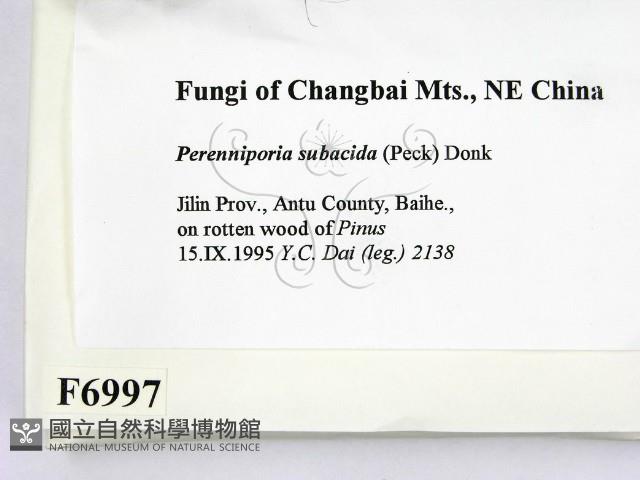 Fungi of Changbai Mts., NE China
Perenniporia subacida (Peck) Donk
Jilin Prov., Antu County, Baihe.,
on rotten wood of Pinus
15.IX.1995 Y.C. Dai (leg.) 2138
F6997
國立自然科學博物館
NATIONAL MUSEUM OF NATURAL SCIENCE